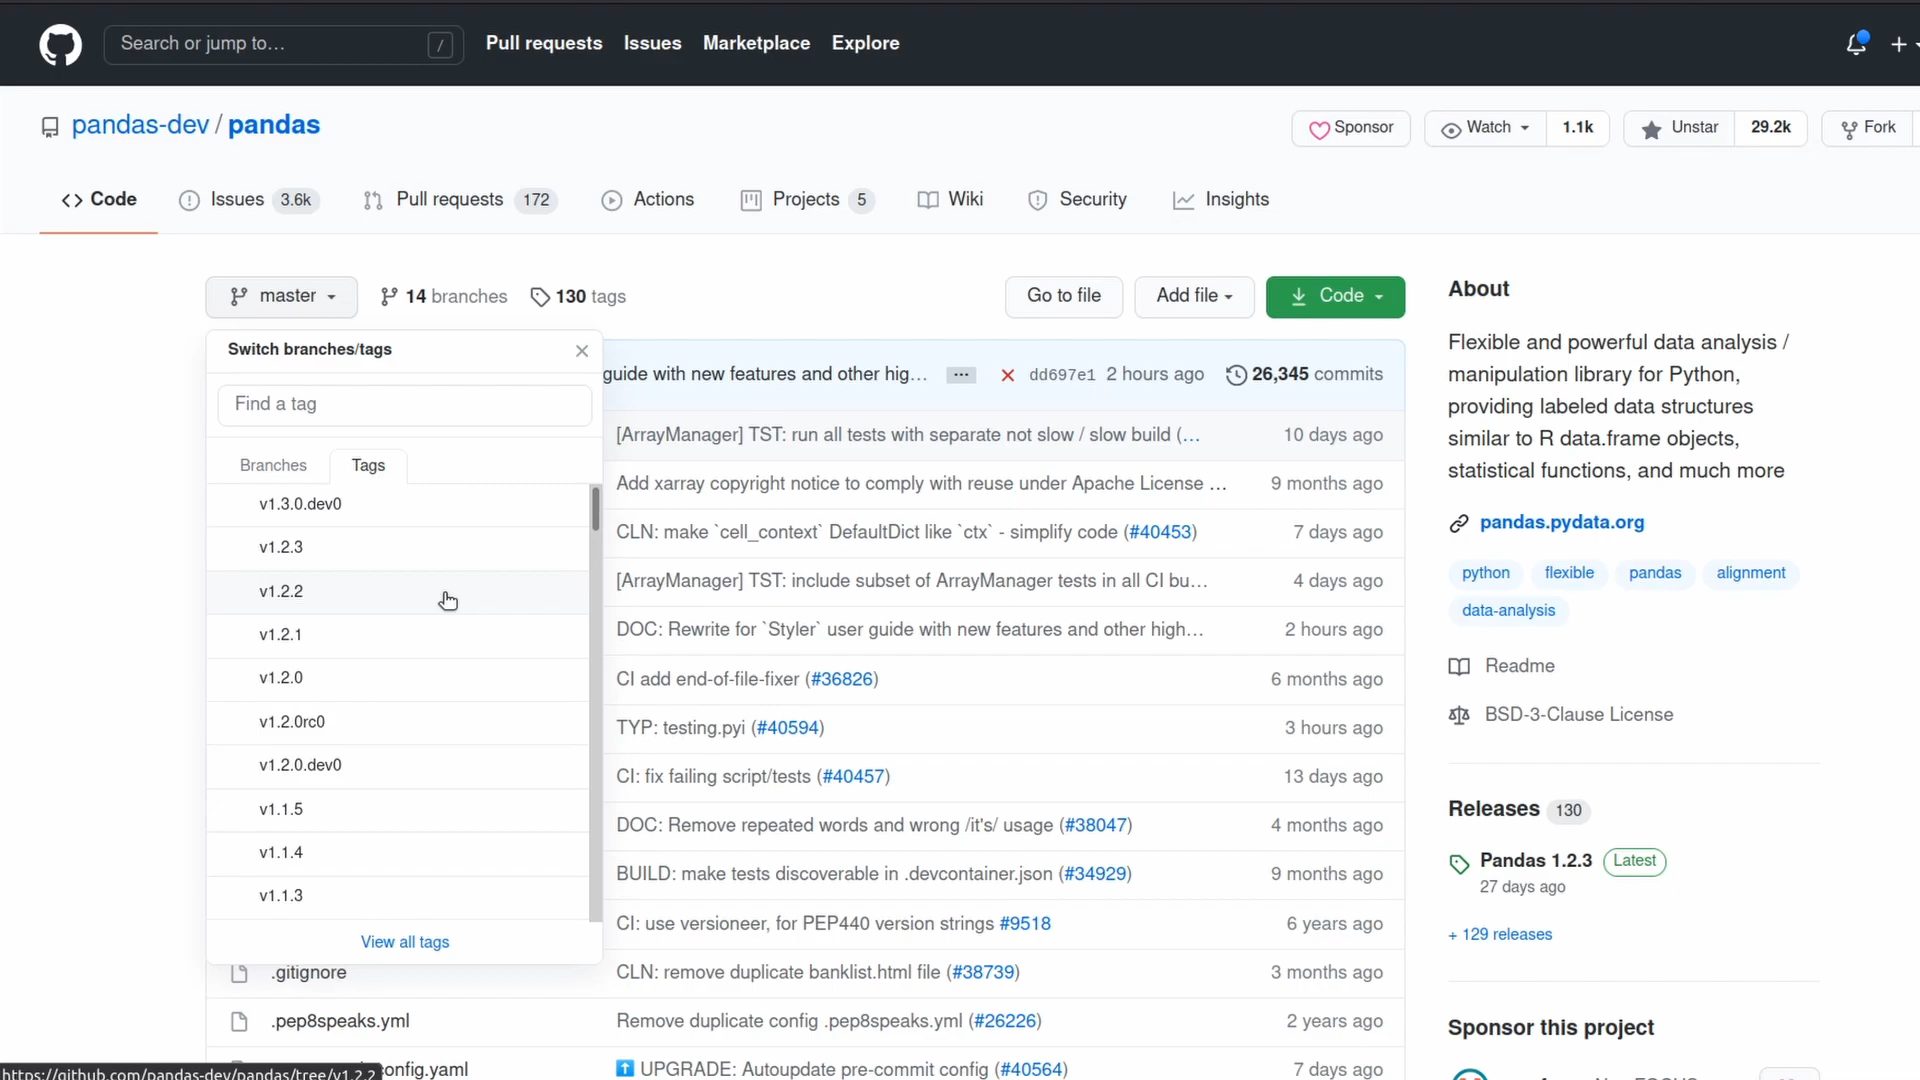 Search or jump to…
/
Pull requests
Issues
Marketplace
Explore
pandas-dev / pandas
Sponsor
Watch
1.1k
Unstar
29.2k
Fork
Code
Issues 3.6k
Pull requests 172
Actions
Projects 5
Wiki
Security
Insights
master
14 branches
130 tags
Go to file
Add file
Code
Switch branches/tags
Find a tag
Branches
Tags
v1.3.0.dev0
v1.2.3
v1.2.2
v1.2.1
v1.2.0
v1.2.0rc0
v1.2.0.dev0
v1.1.5
v1.1.4
v1.1.3
View all tags
guide with new features and other hig… ... dd697e1 2 hours ago 26,345 commits
[ArrayManager] TST: run all tests with separate not slow / slow build (… 10 days ago
Add xarray copyright notice to comply with reuse under Apache License … 9 months ago
CLN: make `cell_context` DefaultDict like `ctx` - simplify code (#40453) 7 days ago
[ArrayManager] TST: include subset of ArrayManager tests in all CI bu… 4 days ago
DOC: Rewrite for `Styler` user guide with new features and other high… 2 hours ago
CI add end-of-file-fixer (#36826) 6 months ago
TYP: testing.pyi (#40594) 3 hours ago
CI: fix failing script/tests (#40457) 13 days ago
DOC: Remove repeated words and wrong /it's/ usage (#38047) 4 months ago
BUILD: make tests discoverable in .devcontainer.json (#34929) 9 months ago
CI: use versioneer, for PEP440 version strings #9518 6 years ago
.gitignore CLN: remove duplicate banklist.html file (#38739) 3 months ago
.pep8speaks.yml Remove duplicate config .pep8speaks.yml (#26226) 2 years ago
config.yaml UPGRADE: Autoupdate pre-commit config (#40564) 7 days ago
About
Flexible and powerful data analysis /
manipulation library for Python,
providing labeled data structures
similar to R data.frame objects,
statistical functions, and much more
pandas.pydata.org
python flexible pandas alignment
data-analysis
Readme
BSD-3-Clause License
Releases 130
Pandas 1.2.3 Latest
27 days ago
+ 129 releases
Sponsor this project
https://github.com/pandas-dev/pandas/tree/v1.2.2